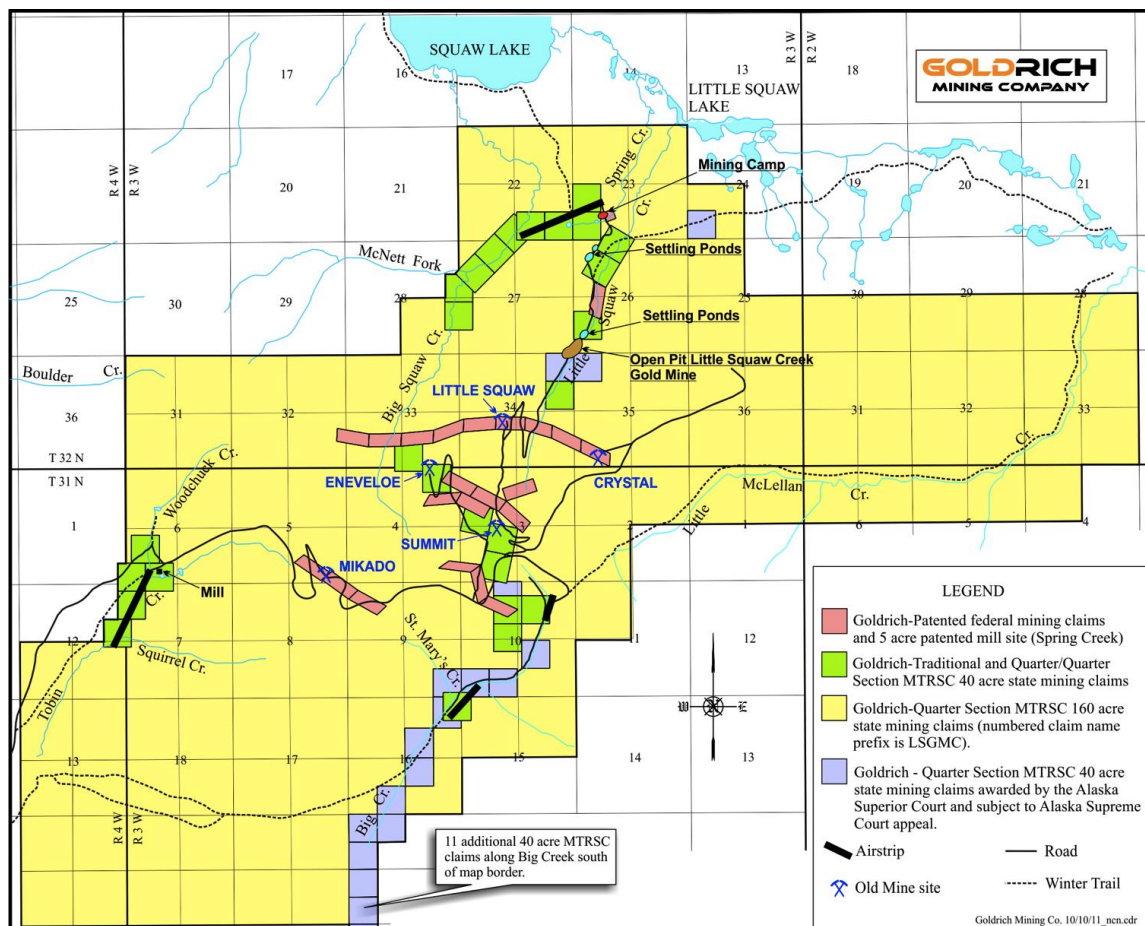 SQUAW LAKE
17
16
14
13
18
R 3 W
R 2 W
GOLDRICH
MINING COMPANY
LITTLE SQUAW
LAKE
R 4 W
R 3 W
20
21
22
23
24
19
20
21
Spring Cr.
Cr.
Mining Camp
McNett Fork
Settling Ponds
25
30
29
28
27
26
25
30
29
28
Squaw
Settling Ponds
Boulder Cr.
Big Squaw Cr.
Little
Open Pit Little Squaw Creek
Gold Mine
LITTLE SQUAW
36
31
32
33
34
35
36
31
32
33
T 32 N
T 31 N
Woodchuck Cr.
ENEVELOE
CRYSTAL
McLellan Cr.
Little
Cr.
1
6
5
4
3
2
1
6
5
4
SUMMIT
MIKADO
Mill
Cr.
12
7
8
9
10
11
12
Squirrel Cr.
St. Mary's Cr.
Tobin
W
E
13
18
17
16
15
14
13
Big Cr.
R 4 W
R 3 W
11 additional 40 acre MTRSC
claims along Big Creek south
of map border.
LEGEND
Goldrich-Patented federal mining claims
and 5 acre patented mill site (Spring Creek)
Goldrich-Traditional and Quarter/Quarter
Section MTRSC 40 acre state mining claims
Goldrich-Quarter Section MTRSC 160 acre
state mining claims (numbered claim name
prefix is LSGMC).
Goldrich - Quarter Section MTRSC 40 acre
state mining claims awarded by the Alaska
Superior Court and subject to Alaska Supreme
Court appeal.
Airstrip
Road
Old Mine site
Winter Trail
Goldrich Mining Co. 10/10/11_ncn.cdr